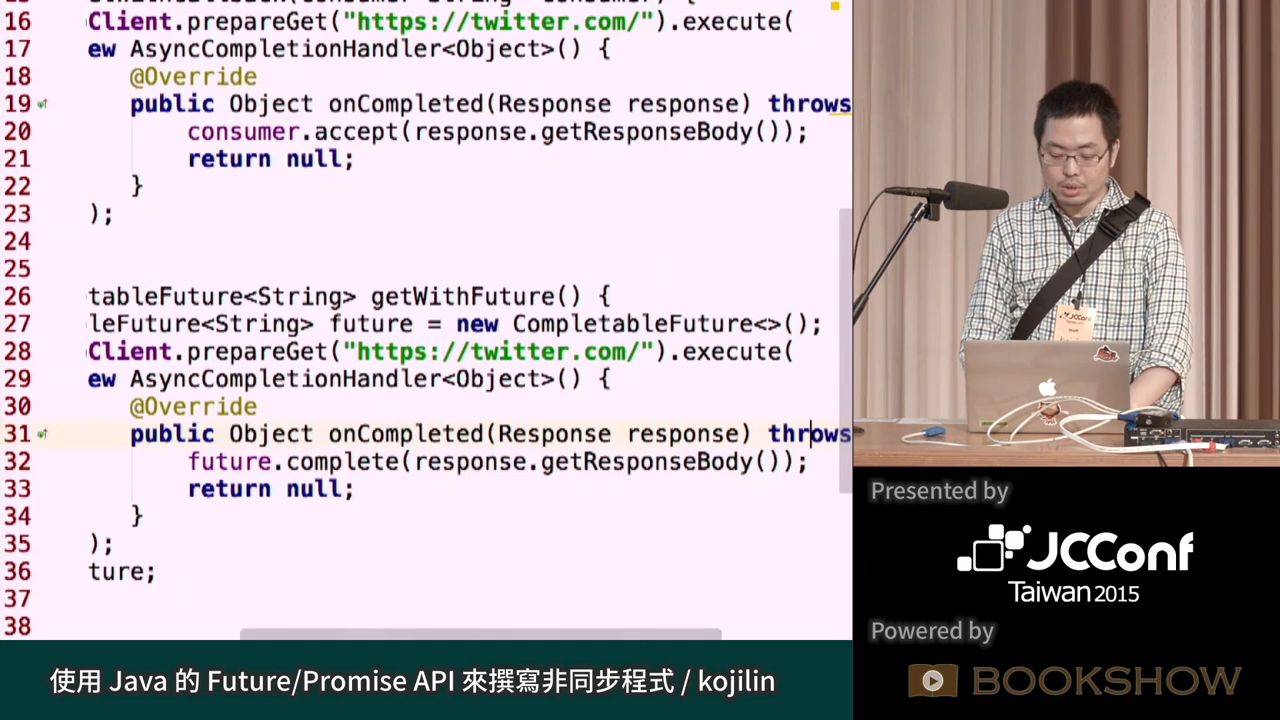 16 Client.prepareGet("https://twitter.com/").execute(
17 ew AsyncCompletionHandler<Object>() {
18 @Override
19 public Object onCompleted(Response response) throws
20 consumer.accept(response.getResponseBody());
21 return null;
22 }
23 );
24
25
26 tableFuture<String> getWithFuture() {
27 leFuture<String> future = new CompletableFuture<>();
28 Client.prepareGet("https://twitter.com/").execute(
29 ew AsyncCompletionHandler<Object>() {
30 @Override
31 public Object onCompleted(Response response) throws
32 future.complete(response.getResponseBody());
33 return null;
34 }
35 );
36 ture;
37
38
JCConf
Presented by
JCConf
Taiwan 2015
Powered by
BOOKSHOW
使用 Java 的 Future/Promise API 來撰寫非同步程式 / kojilin